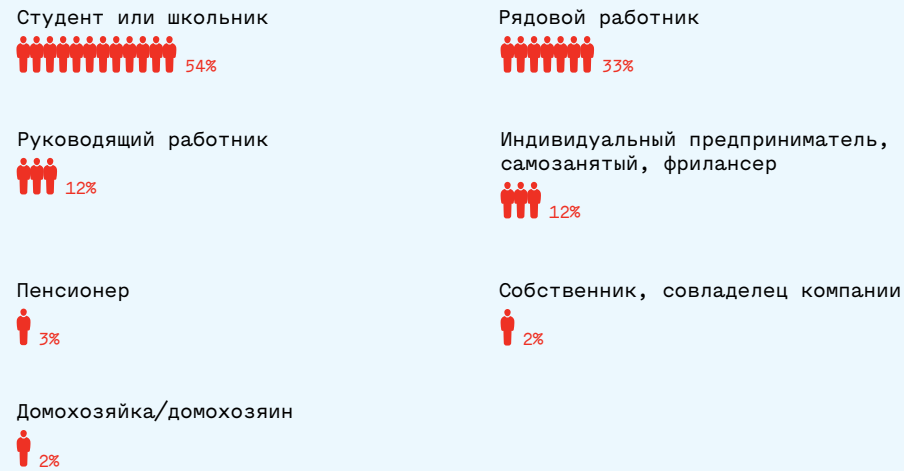 Студент или школьник
54%
Рядовой работник
33%
Руководящий работник
12%
Индивидуальный предприниматель,
самозанятый, фрилансер
12%
Пенсионер
3%
Собственник, совладелец компании
2%
Домохозяйка/домохозяин
2%